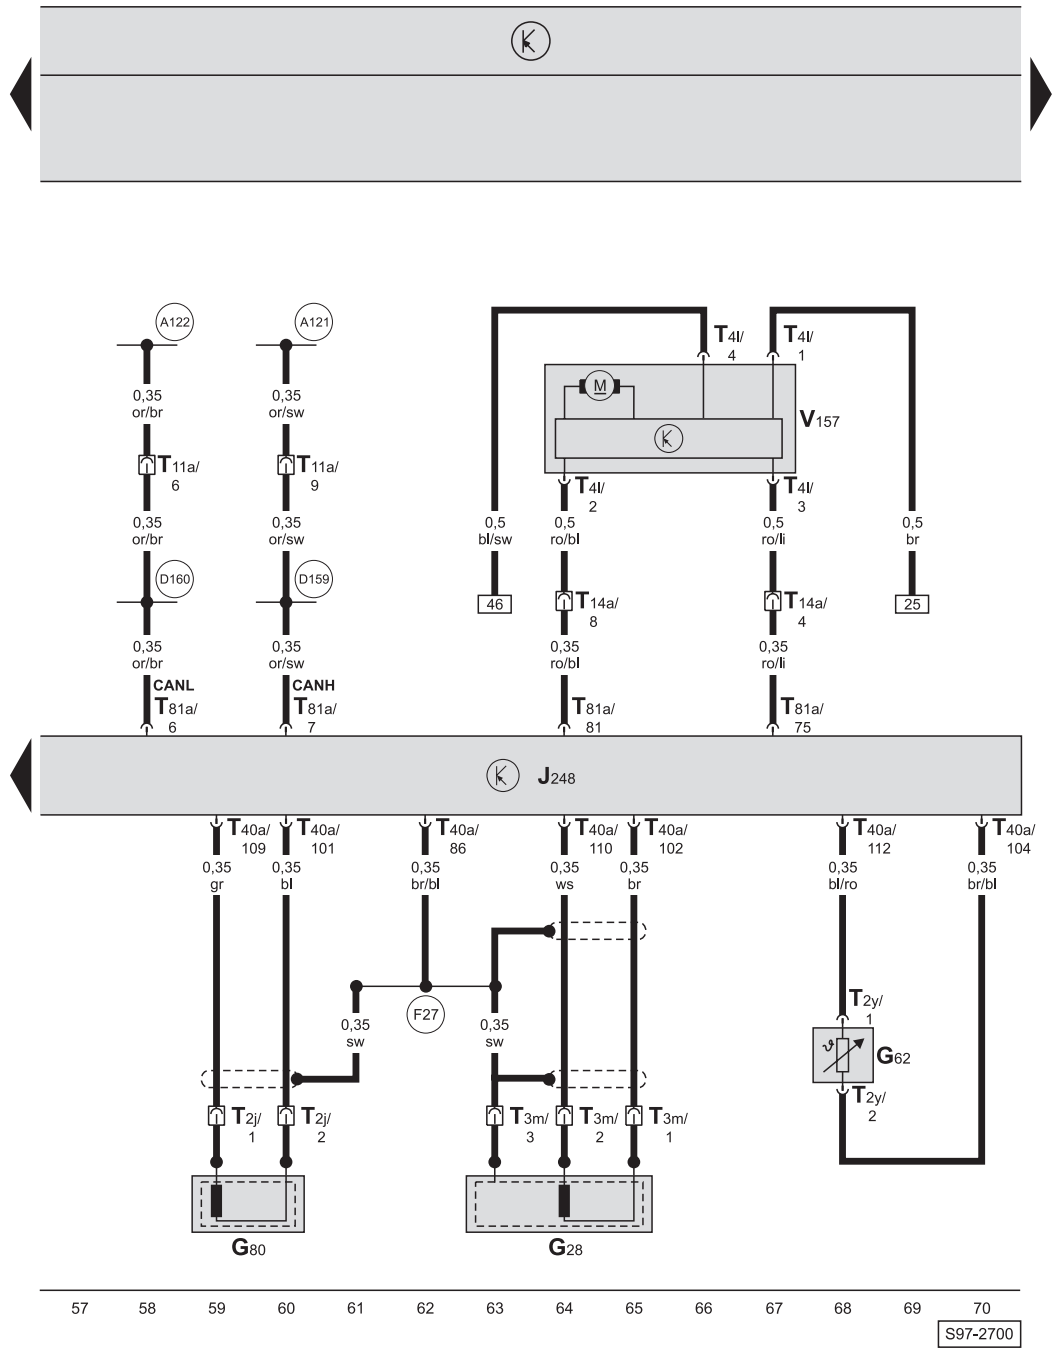 A122
A121
T4l/
4
T4l/
1
M
0,35
or/br
0,35
or/sw
V157
T11a/
6
T11a/
9
T4l/
2
T4l/
3
0,35
or/br
0,35
or/sw
0,5
bl/sw
0,5
ro/bl
0,5
ro/li
0,5
br
D160
D159
46
T14a/
8
T14a/
4
25
0,35
or/br
0,35
or/sw
0,35
ro/bl
0,35
ro/li
CANL
CANH
T81a/
6
T81a/
7
T81a/
81
T81a/
75
J248
T40a/
109
T40a/
101
T40a/
86
T40a/
110
T40a/
102
T40a/
112
T40a/
104
0,35
gr
0,35
bl
0,35
br/bl
0,35
ws
0,35
br
0,35
bl/ro
0,35
br/bl
F27
T2y/
1
0,35
sw
0,35
sw
ϑ
G62
T2y/
2
T2j/
1
T2j/
2
T3m/
3
T3m/
2
T3m/
1
G80
G28
57 58 59 60 61 62 63 64 65 66 67 68 69 70
S97-2700